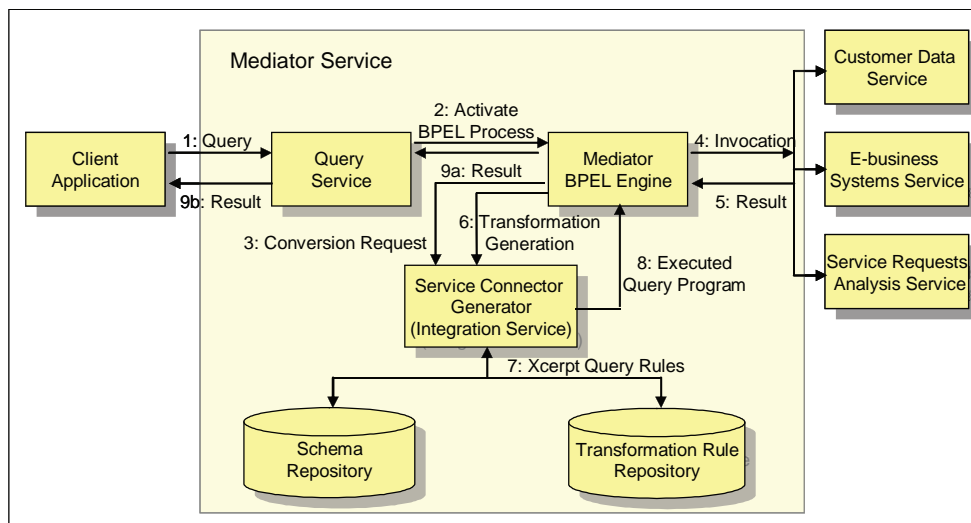 Mediator Service
Customer Data
Service
2: Activate
BPEL Process
1: Query
4: Invocation
Client
Application
Query
Service
Mediator
BPEL Engine
E-business
Systems Service
9b: Result
9a: Result
5: Result
6: Transformation
Generation
3: Conversion Request
8: Executed
Query Program
Service Requests
Analysis Service
Service Connector
Generator
(Integration Service)
7: Xcerpt Query Rules
Schema
Repository
Transformation Rule
Repository